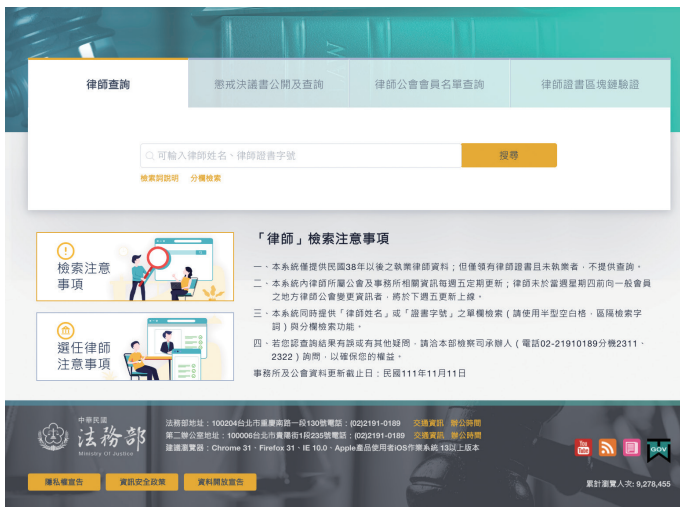 律師查詢
懲戒決議書公開及查詢
律師公會會員名單查詢
律師證書區塊鏈驗證
可輸入律師姓名、律師證書字號
搜尋
檢索詞說明 分欄檢索
檢索注意
事項
選任律師
注意事項
「律師」檢索注意事項
一、本系統僅提供民國38年以後之執業律師資料；但僅領有律師證書且未執業者，不提供查詢。
二、本系統內律師所屬公會及事務所相關資訊每週五定期更新；律師未於當週星期四前向一般會員
之地方律師公會變更資訊者，將於下週五更新上線。
三、本系統同時提供「律師姓名」或「證書字號」之單欄檢索（請使用半型空白格，區隔檢索字
詞）與分欄檢索功能。
四、若您認查詢結果有誤或有其他疑問，請洽本部檢察司承辦人（電話02-21910189分機2311、
2322）詢問，以確保您的權益。
事務所及公會資料更新截止日：民國111年11月11日
中華民國
法務部
Ministry Of Justice
法務部地址：100204台北市重慶南路一段130號電話：(02)2191-0189 交通資訊 辦公時間
第二辦公室地址：100006台北市貴陽街1段235號電話：(02)2191-0189 交通資訊 辦公時間
建議瀏覽器：Chrome 31、Firefox 31、IE 10.0、Apple產品使用者iOS作業系統 13以上版本
You
Tube
GOV
隱私權宣告
資訊安全政策
資料開放宣告
累計瀏覽人次: 9,278,455